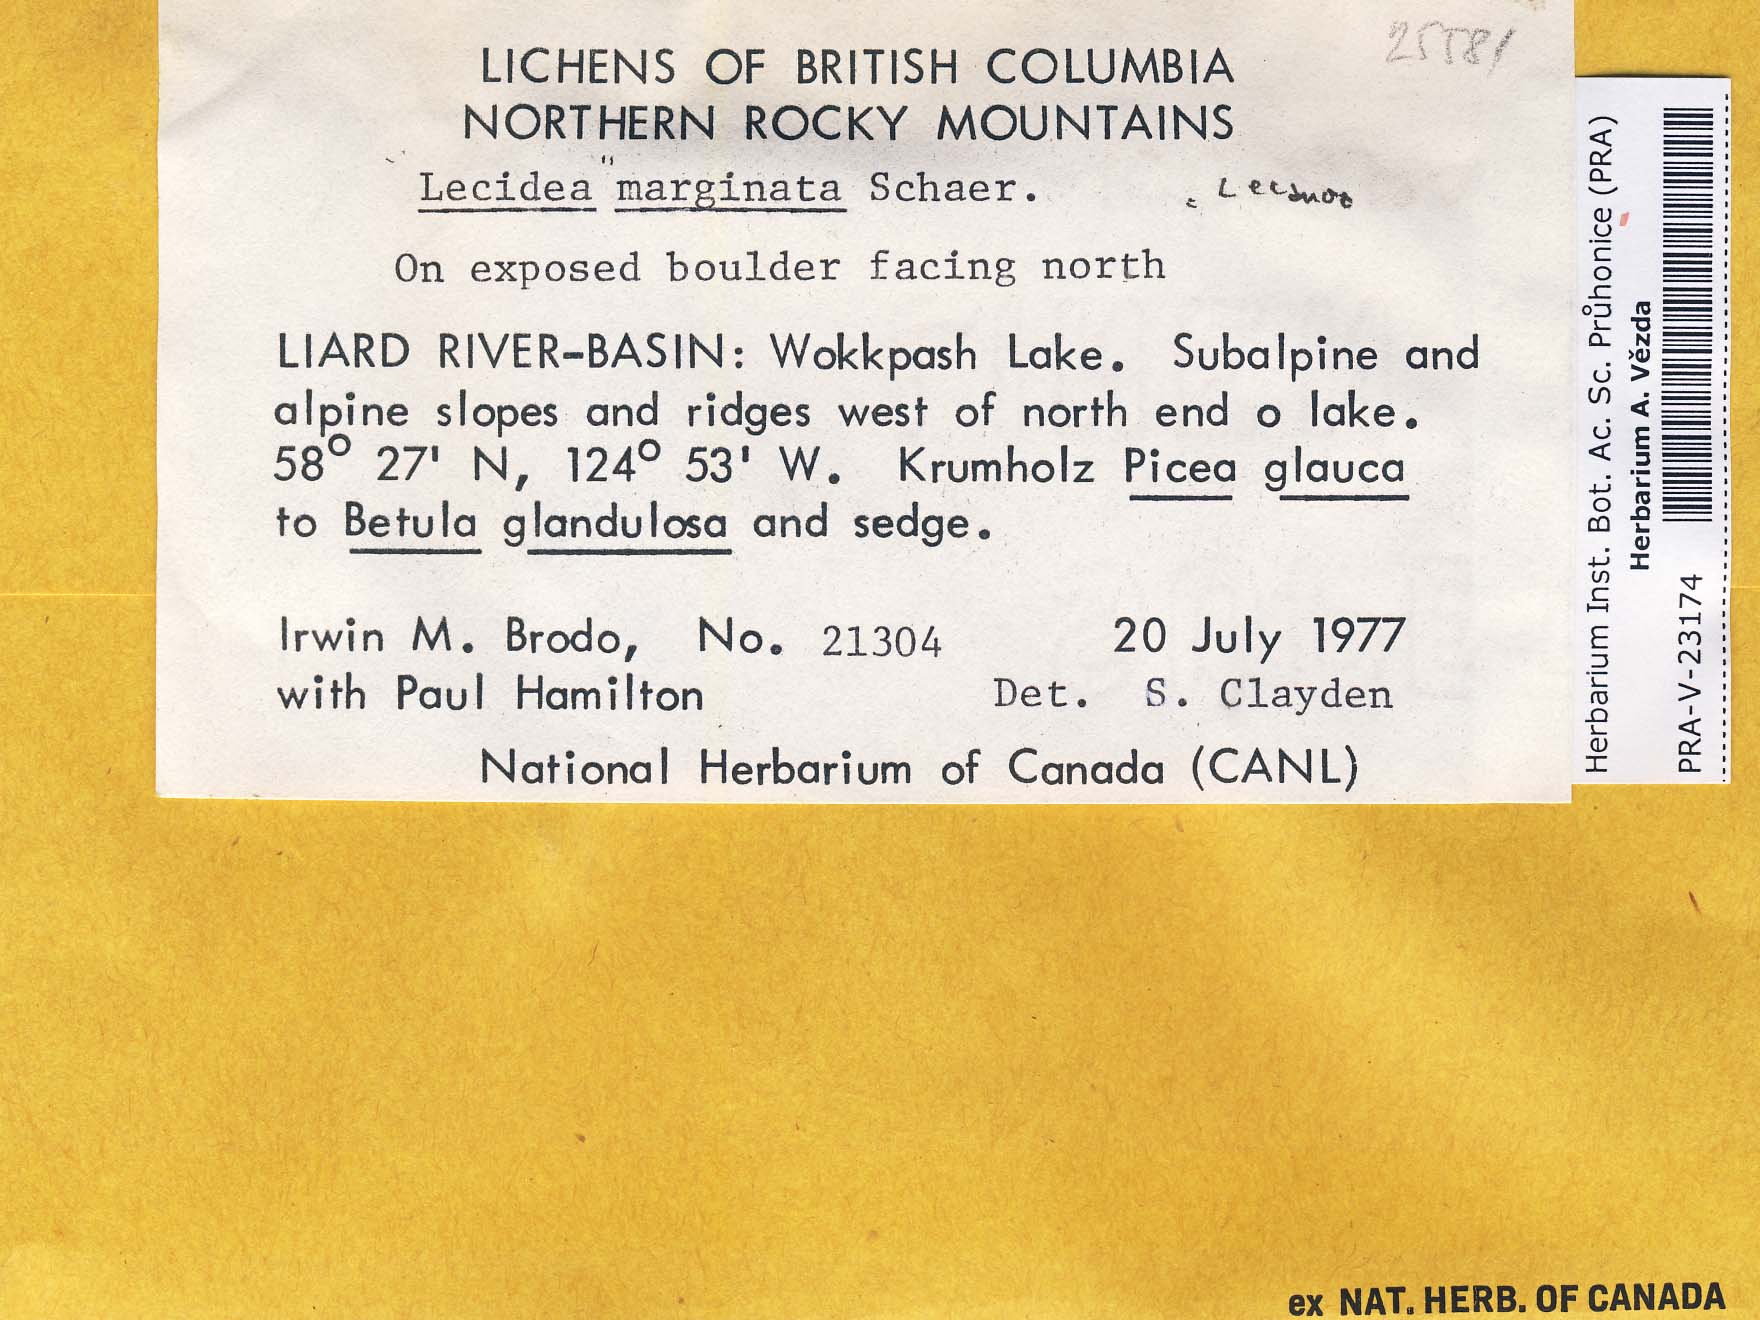 25581
LICHENS OF BRITISH COLUMBIA
NORTHERN ROCKY MOUNTAINS
"Lecidea" marginata Schaer.
On exposed boulder facing north
LIARD RIVER-BASIN: Wokkpash Lake. Subalpine and
alpine slopes and ridges west of north end o lake.
58° 27' N, 124° 53' W. Krumholz Picea glauca
to Betula glandulosa and sedge.
Irwin M. Brodo, No. 21304 20 July 1977
with Paul Hamilton Det. S. Clayden
National Herbarium of Canada (CANL)
Herbarium Inst. Bot. Ac. Sc. Průhonice (PRA)
Herbarium A. Vězda
PRA-V-23174
ex NAT. HERB. OF CANADA